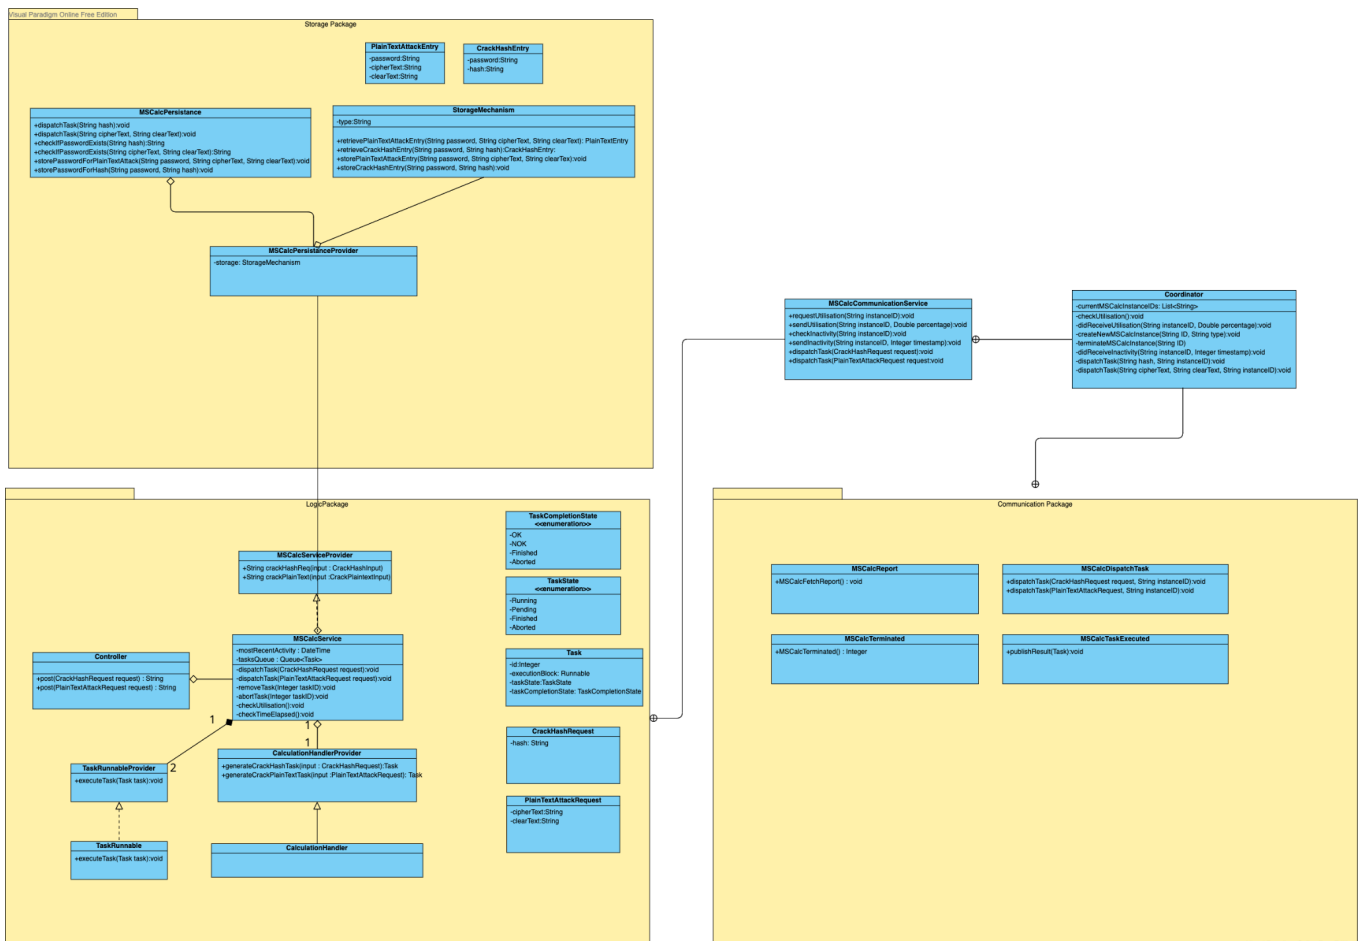 Visual Paradigm Online Free Edition
Storage Package
PlainTextAttackEntry
-password:String
-cipherText:String
-clearText:String
CrackHashEntry
-password:String
-hash:String
MSCalcPersistance
+dispatchTask(String hash):void
+dispatchTask(String cipherText, String clearText):void
+checkIfPasswordExists(String hash):String
+checkIfPasswordExists(String cipherText, String clearText):String
+storePasswordForPlainTextAttack(String password, String cipherText, String clearText):void
+storePasswordForHash(String password, String hash):void
StorageMechanism
-type:String
+retrievePlainTextAttackEntry(String password, String cipherText, String clearText): PlainTextEntry
+retrieveCrackHashEntry(String password, String hash):CrackHashEntry:
+storePlainTextAttackEntry(String password, String cipherText, String clearTex):void
+storeCrackHashEntry(String password, String hash):void
MSCalcPersistanceProvider
-storage: StorageMechanism
MSCalcCommunicationService
+requestUtilisation(String instanceID):void
+sendUtilisation(String instanceID, Double percentage):void
+checkInactivity(String instanceID):void
+sendInactivity(String instanceID, Integer timestamp):void
+dispatchTask(CrackHashRequest request):void
+dispatchTask(PlainTextAttackRequest request:void
Coordinator
-currentMSCalcInstanceIDs: List<String>
-checkUtilisation():void
-didReceiveUtilisation(String instanceID, Double percentage):void
-createNewMSCalcInstance(String ID, String type):void
-terminateMSCalcInstance(String ID)
-didReceiveInactivity(String instanceID, Integer timestamp):void
-dispatchTask(String hash, String instanceID):void
-dispatchTask(String cipherText, String clearText, String instanceID):void
LogicPackage
MSCalcServiceProvider
+String crackHashReq(input : CrackHashInput)
+String crackPlainText(input :CrackPlaintextInput)
TaskCompletionState
<<enumeration>>
-OK
-NOK
-Finished
-Aborted
TaskState
<<enumeration>>
-Running
-Pending
-Finished
-Aborted
MSCalcService
-mostRecentActivity : DateTime
-tasksQueue : Queue<Task>
-dispatchTask(CrackHashRequest request):void
-dispatchTask(PlainTextAttackRequest request):void
-removeTask(Integer taskID):void
-abortTask(Integer taskID):void
-checkUtilisation():void
-checkTimeElapsed():void
Controller
+post(CrackHashRequest request) : String
+post(PlainTextAttackRequest request) : String
Task
-id:Integer
-executionBlock: Runnable
-taskState:TaskState
-taskCompletionState: TaskCompletionState
1
1
1
2
CrackHashRequest
-hash: String
CalculationHandlerProvider
+generateCrackHashTask(input : CrackHashRequest):Task
+generateCrackPlainTextTask(input :PlainTextAttackRequest): Task
TaskRunnableProvider
+executeTask(Task task):void
PlainTextAttackRequest
-cipherText:String
-clearText:String
TaskRunnable
+executeTask(Task task):void
CalculationHandler
Communication Package
MSCalcReport
+MSCalcFetchReport() : void
MSCalcDispatchTask
+dispatchTask(CrackHashRequest request, String instanceID):void
+dispatchTask(PlainTextAttackRequest, String instanceID):void
MSCalcTerminated
+MSCalcTerminated() : Integer
MSCalcTaskExecuted
+publishResult(Task):void